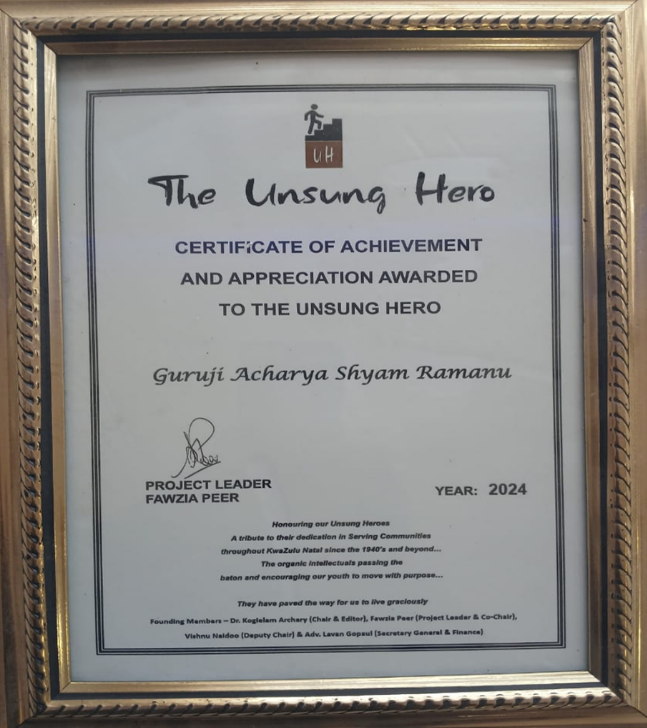 UH
The Unsung Hero
CERTIFiCATE OF ACHIEVEMENT
AND APPRECIATION AWARDED
TO THE UNSUNG HERO
Guruji Acharya Shyam Ramanu
PROJECT LEADER
FAWZIA PEER
YEAR: 2024
Honouring our Unsung Heroes
A tribute to their dedication in Serving Communities
throughout KwaZulu Natal since the 1940's and beyond...
The organic intellectuals passing the
baton and encouraging our youth to move with purpose...
They have paved the way for us to live graciously
Founding Members – Dr. Koglelam Archary (Chair & Editor), Fawzia Peer (Project Leader & Co-Chair),
Vishnu Naidoo (Deputy Chair) & Adv. Lavan Gopaul (Secretary General & Finance)